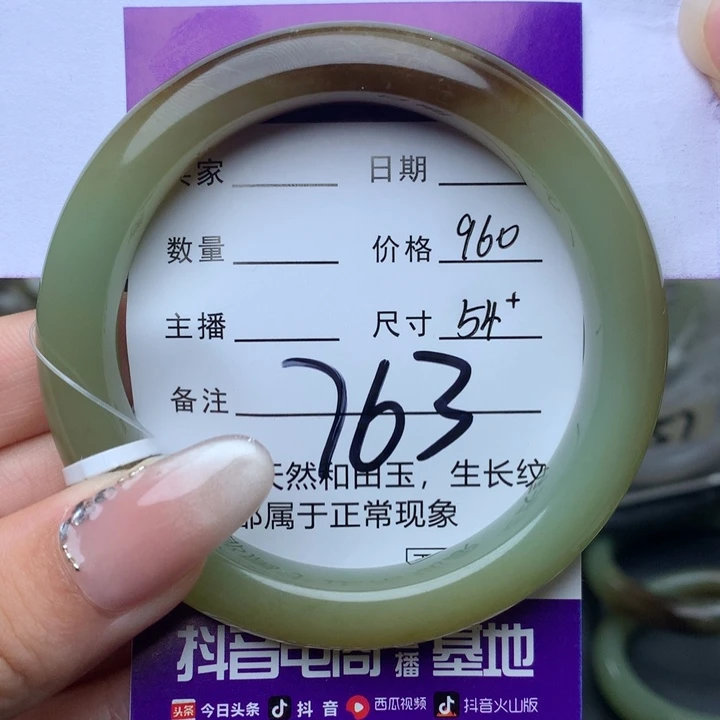 家 日期
数量 价格 960
主播 尺寸 54+
备注 763
天然和田玉，生长纹
都属于正常现象
抖音电商 播 基地
头条 今日头条 抖音 西瓜视频 抖音火山版